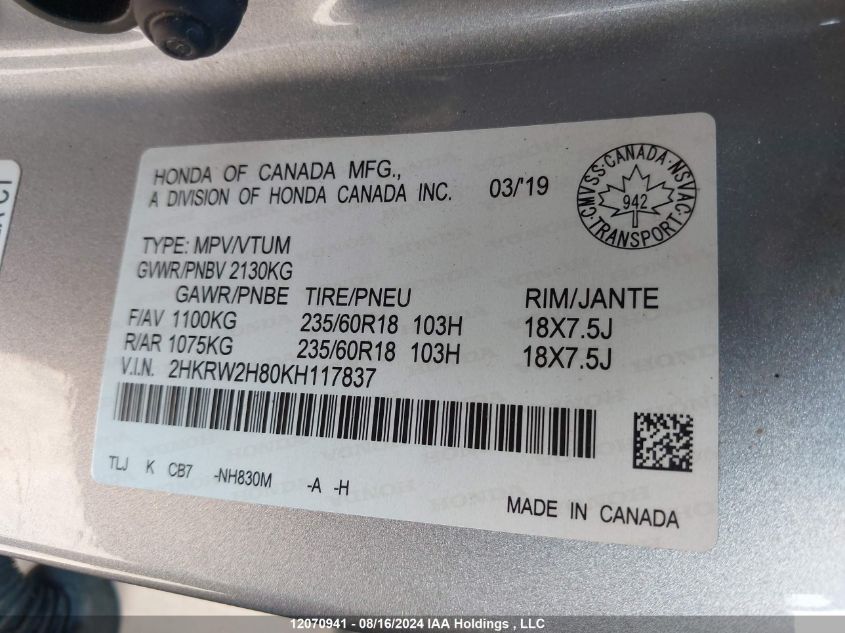 HONDA OF CANADA MFG.,
A DIVISION OF HONDA CANADA INC. 03/'19
CMVSS·CANADA·NSVAC·TRANSPORT
942
TYPE: MPV/VTUM
GVWR/PNBV 2130KG
GAWR/PNBE TIRE/PNEU RIM/JANTE
F/AV 1100KG 235/60R18 103H 18X7.5J
R/AR 1075KG 235/60R18 103H 18X7.5J
V.I.N. 2HKRW2H80KH117837
TLJ K CB7 -NH830M -A -H
MADE IN CANADA
12070941 - 08/16/2024 IAA Holdings , LLC